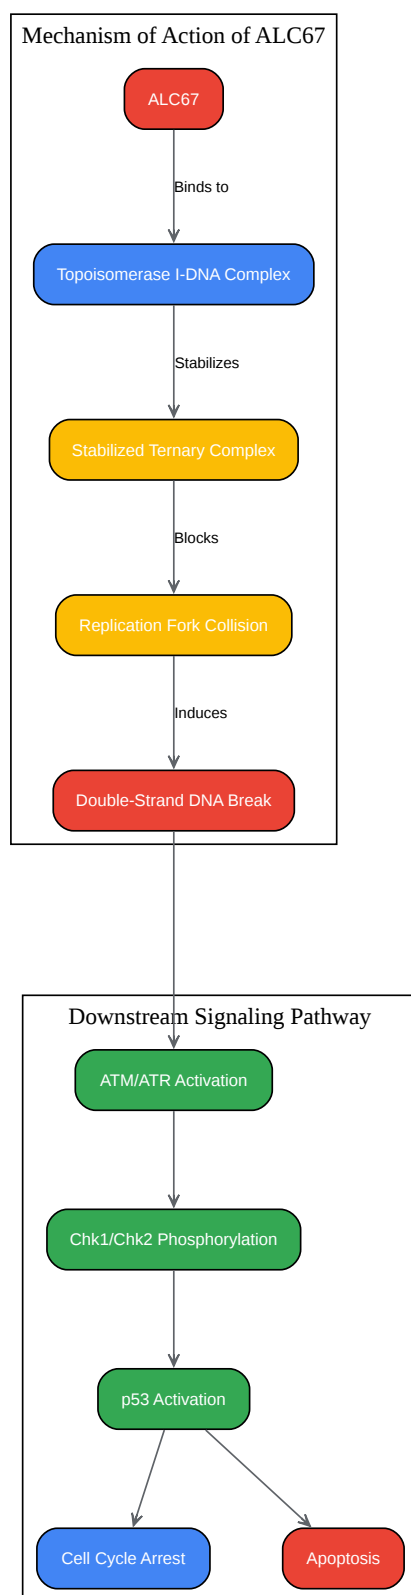 Mechanism of Action of ALC67
ALC67
Binds to
Topoisomerase I-DNA Complex
Stabilizes
Stabilized Ternary Complex
Blocks
Replication Fork Collision
Induces
Double-Strand DNA Break
Downstream Signaling Pathway
ATM/ATR Activation
Chk1/Chk2 Phosphorylation
p53 Activation
Cell Cycle Arrest
Apoptosis